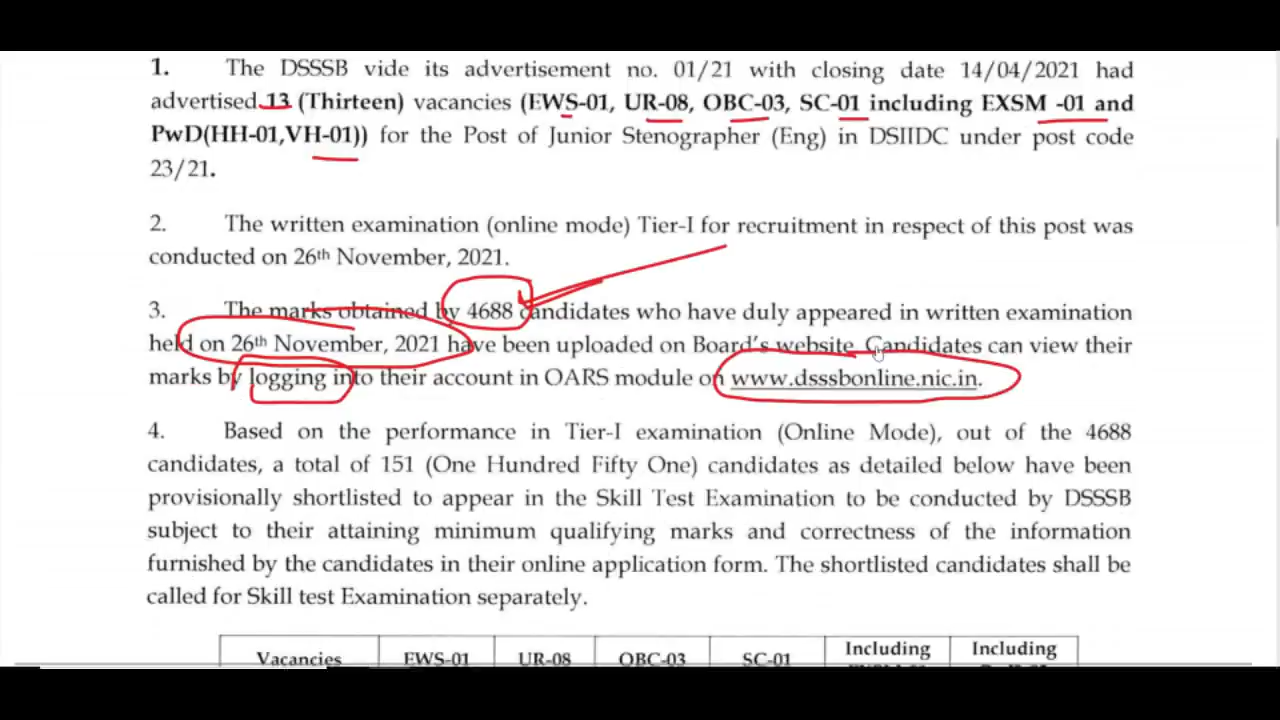 1. The DSSSB vide its advertisement no. 01/21 with closing date 14/04/2021 had
advertised 13 (Thirteen) vacancies (EWS-01, UR-08, OBC-03, SC-01 including EXSM -01 and
PwD(HH-01,VH-01)) for the Post of Junior Stenographer (Eng) in DSIIDC under post code
23/21.
2. The written examination (online mode) Tier-I for recruitment in respect of this post was
conducted on 26th November, 2021.
3. The marks obtained by 4688 candidates who have duly appeared in written examination
held on 26th November, 2021 have been uploaded on Board's website. Candidates can view their
marks by logging into their account in OARS module on www.dsssbonline.nic.in.
4. Based on the performance in Tier-I examination (Online Mode), out of the 4688
candidates, a total of 151 (One Hundred Fifty One) candidates as detailed below have been
provisionally shortlisted to appear in the Skill Test Examination to be conducted by DSSSB
subject to their attaining minimum qualifying marks and correctness of the information
furnished by the candidates in their online application form. The shortlisted candidates shall be
called for Skill test Examination separately.
Vacancies EWS-01 UR-08 OBC-03 SC-01 Including Including